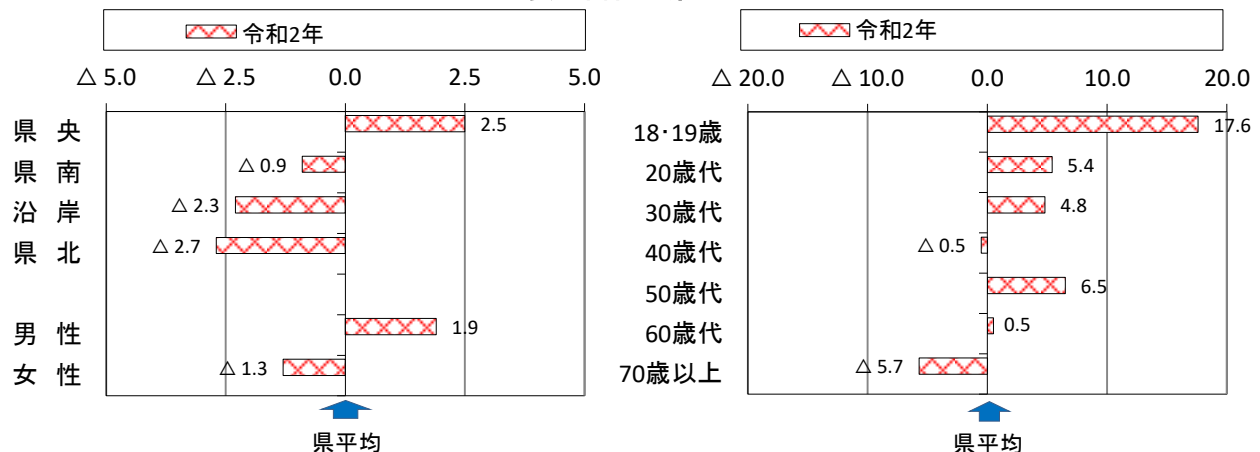 令和2年
△ 5.0 △ 2.5 0.0 2.5 5.0
県 央 2.5
県 南 △ 0.9
沿 岸 △ 2.3
県 北 △ 2.7
男 性 1.9
女 性 △ 1.3
県平均
令和2年
△ 20.0 △ 10.0 0.0 10.0 20.0
18・19歳 17.6
20歳代 5.4
30歳代 4.8
40歳代 △ 0.5
50歳代 6.5
60歳代 0.5
70歳以上 △ 5.7
県平均